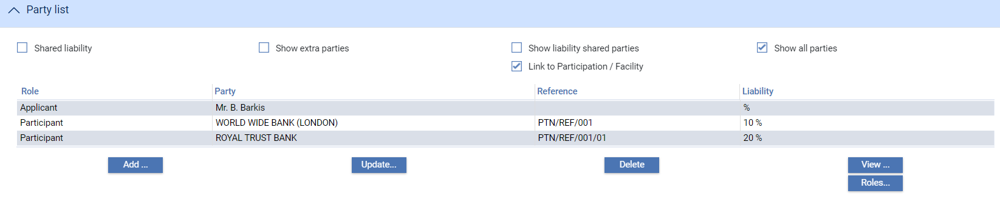 Party list
Shared liability
Show extra parties
Show liability shared parties
Show all parties
Link to Participation / Facility
Role Party Reference Liability
Applicant Mr. B. Barkis %
Participant WORLD WIDE BANK (LONDON) PTN/REF/001 10 %
Participant ROYAL TRUST BANK PTN/REF/001/01 20 %
Add ... Update... Delete View ...
Roles...